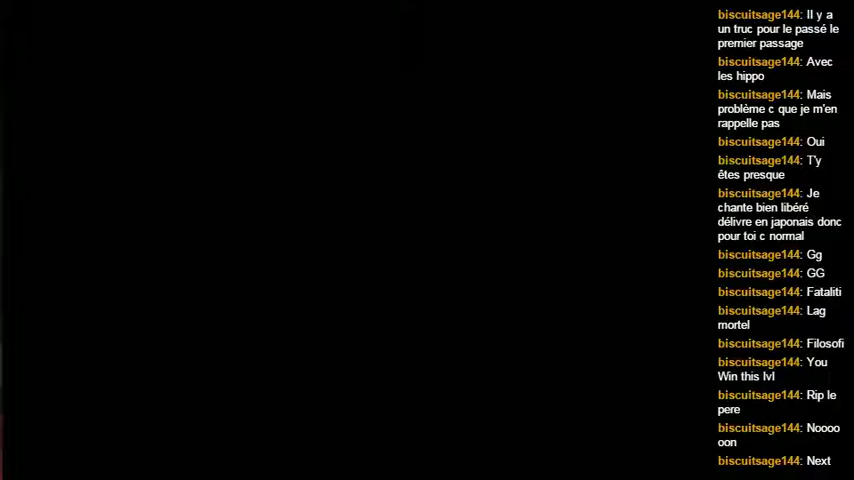 biscuitsage144: Il y a
un truc pour le passé le
premier passage
biscuitsage144: Avec
les hippo
biscuitsage144: Mais
problème c que je m'en
rappelle pas
biscuitsage144: Oui
biscuitsage144: T'y
êtes presque
biscuitsage144: Je
chante bien libéré
délivre en japonais donc
pour toi c normal
biscuitsage144: Gg
biscuitsage144: GG
biscuitsage144: Fataliti
biscuitsage144: Lag
mortel
biscuitsage144: Filosofi
biscuitsage144: You
Win this lvl
biscuitsage144: Rip le
pere
biscuitsage144: Noooo
oon
biscuitsage144: Next